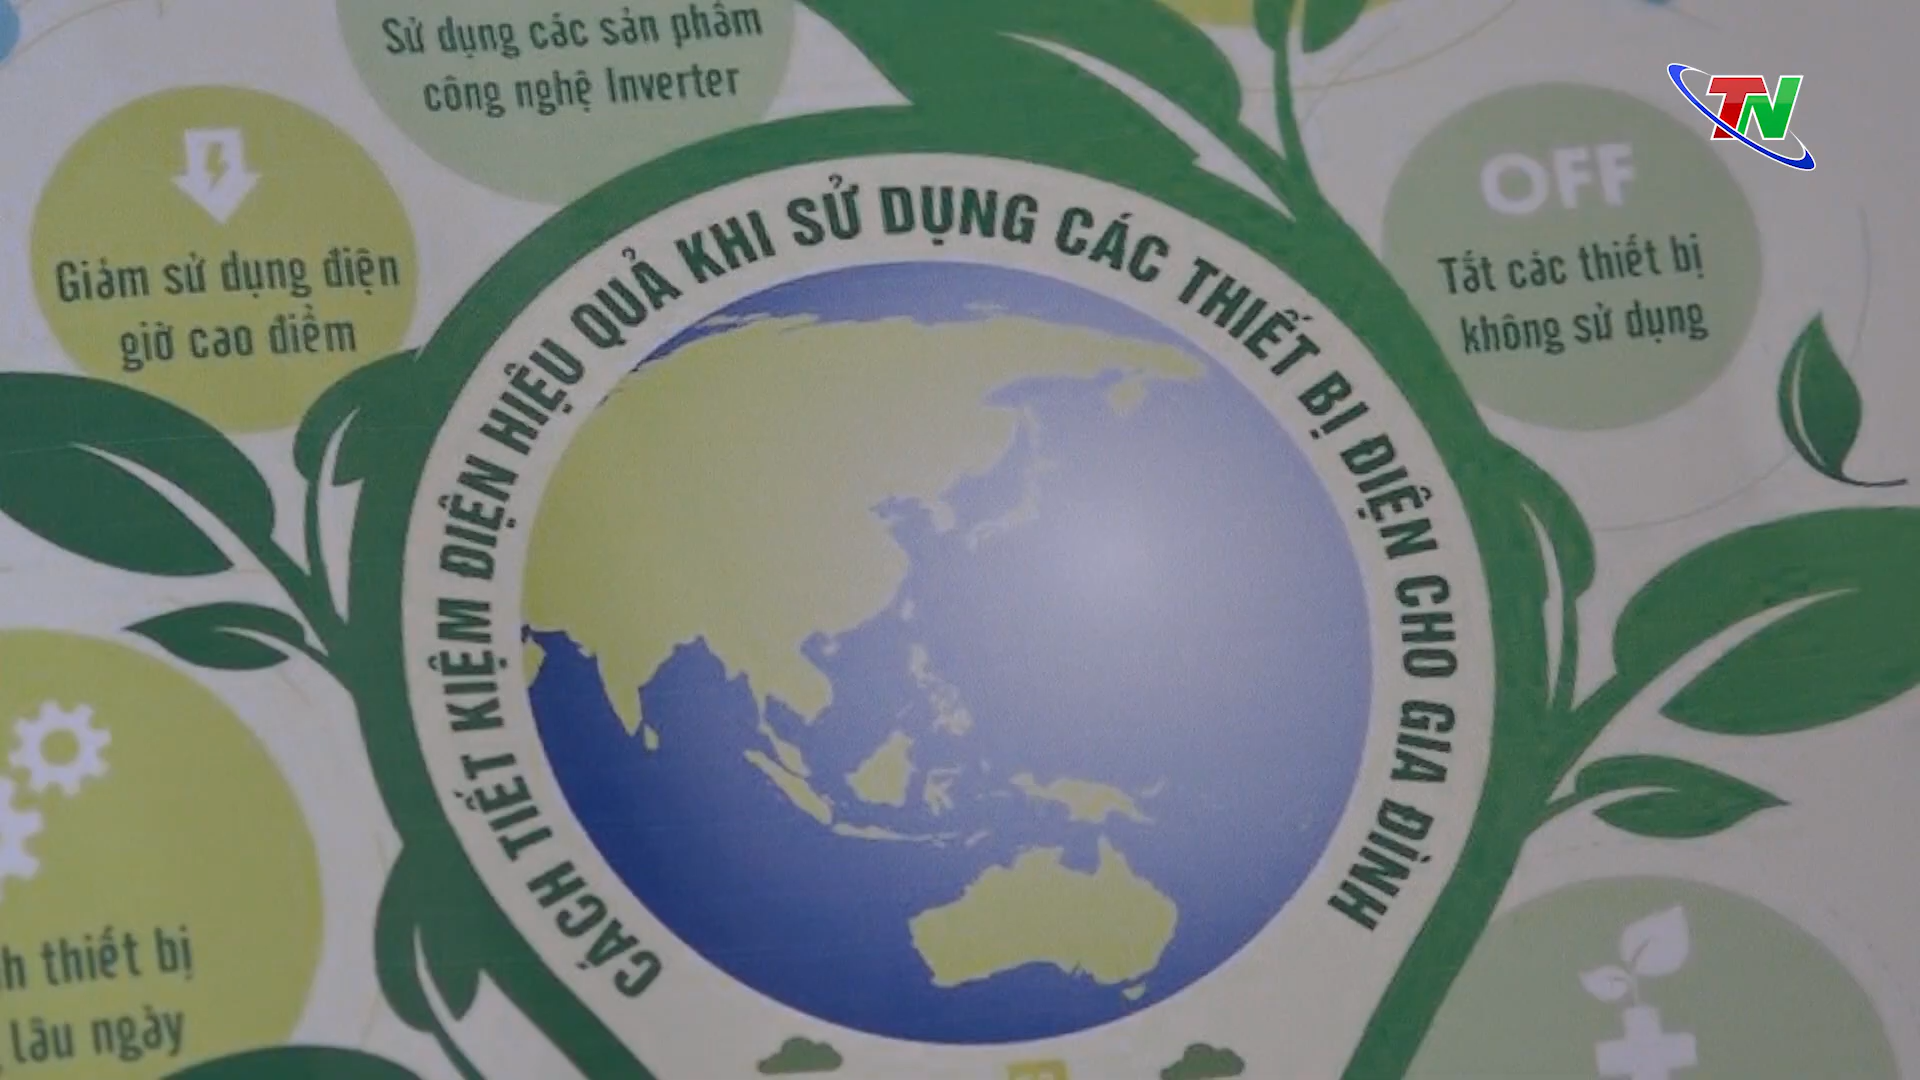 Sử dụng các sản phẩm
công nghệ Inverter
TN
Giảm sử dụng điện
giờ cao điểm
OFF
Tắt các thiết bị
không sử dụng
CÁCH TIẾT KIỆM ĐIỆN HIỆU QUẢ KHI SỬ DỤNG CÁC THIẾT BỊ ĐIỆN CHO GIA ĐÌNH
thiết bị
lâu ngày